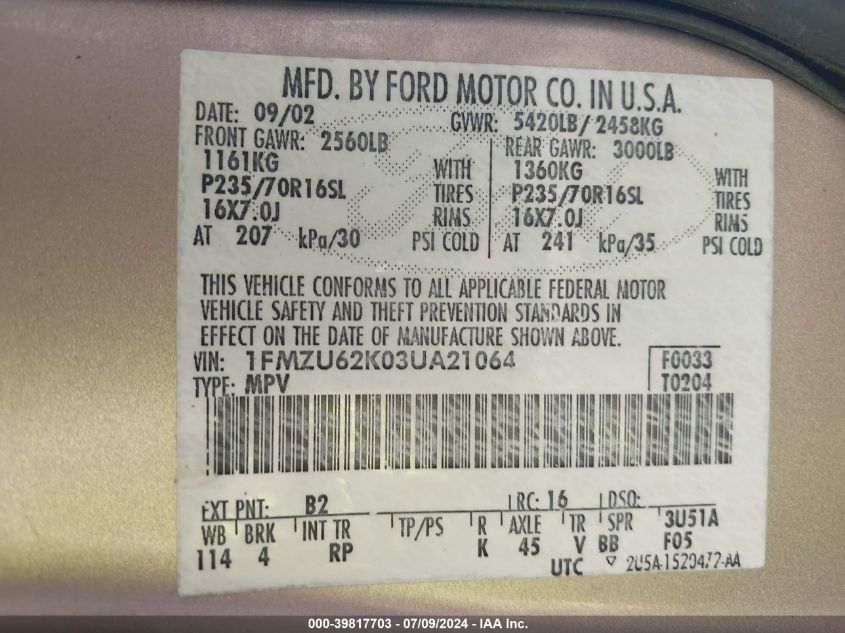 MFD. BY FORD MOTOR CO. IN U.S.A.
DATE: 09/02 GVWR: 5420LB/2458KG
FRONT GAWR: 2560LB REAR GAWR: 3000LB
1161KG WITH 1360KG WITH
P235/70R16SL TIRES P235/70R16SL TIRES
16X7.0J RIMS 16X7.0J RIMS
AT 207 kPa/30 PSI COLD AT 241 kPa/35 PSI COLD
THIS VEHICLE CONFORMS TO ALL APPLICABLE FEDERAL MOTOR
VEHICLE SAFETY AND THEFT PREVENTION STANDARDS IN
EFFECT ON THE DATE OF MANUFACTURE SHOWN ABOVE.
VIN: 1FMZU62K03UA21064 F0033
TYPE: MPV T0204
EXT PNT: B2 RC: 16 DSO:
WB BRK INT TR TP/PS R AXLE TR SPR 3U51A
114 4 RP K 45 V BB F05
UTC ▽ 2U5A-1520472-AA
000-39817703 - 07/09/2024 - IAA Inc.